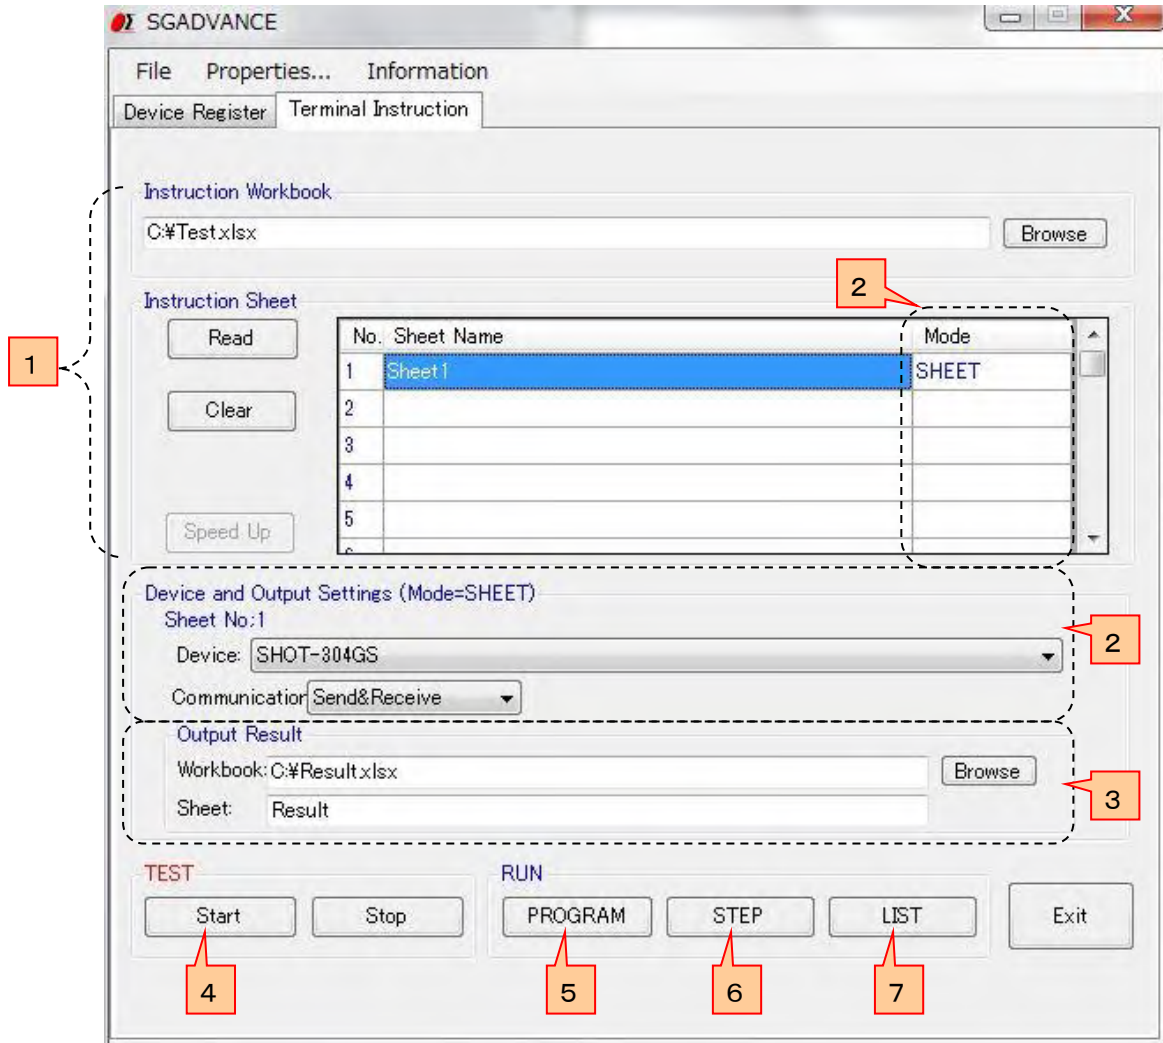 SGADVANCE
File Properties... Information
Device Register Terminal Instruction
Instruction Workbook
C:¥Test.xlsx Browse
2
Instruction Sheet
Read No. Sheet Name Mode
1
1 Sheet1 SHEET
Clear 2
3
4
Speed Up 5
Device and Output Settings (Mode=SHEET)
Sheet No:1
2
Device: SHOT-304GS
Communication Send&Receive
Output Result
Workbook: C:¥Result.xlsx Browse
3
Sheet: Result
TEST RUN
Start Stop PROGRAM STEP LIST Exit
4 5 6 7